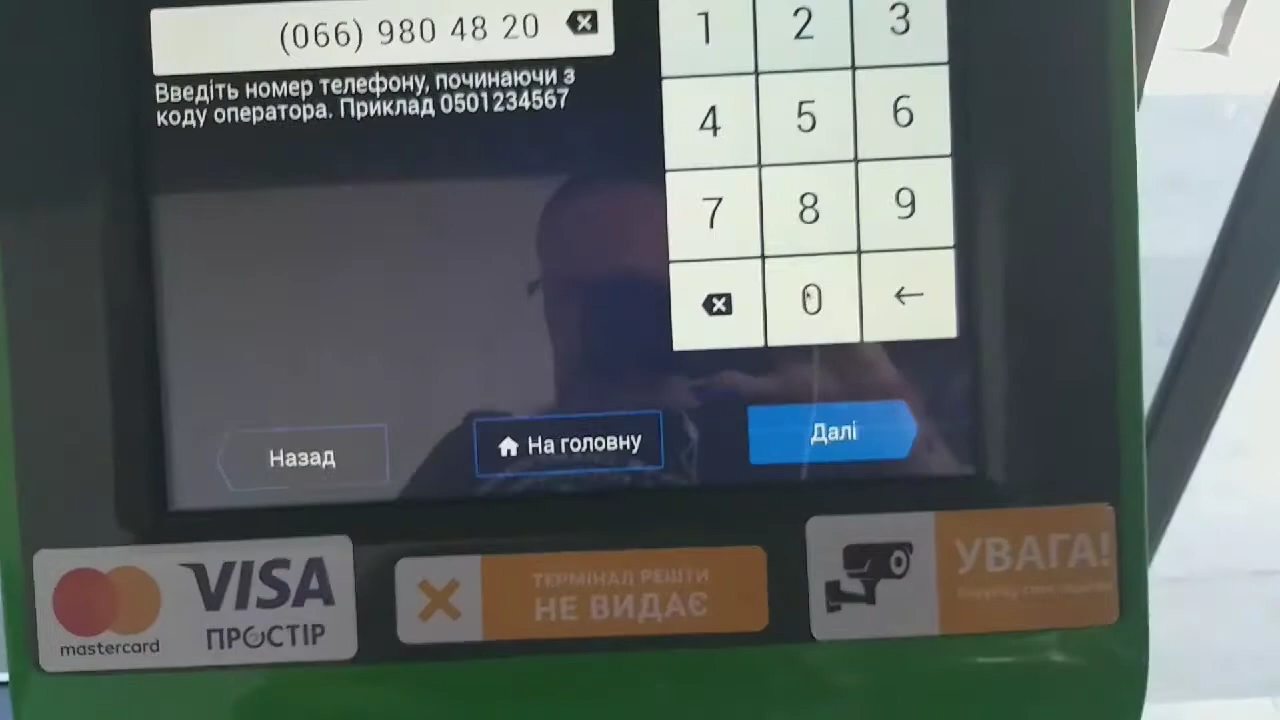 (066) 980 48 20
Введіть номер телефону, починаючи з
коду оператора. Приклад 0501234567
1 2 3
4 5 6
7 8 9
0 ←
Назад
На головну
Далі
mastercard
VISA
ПРОСТІР
ТЕРМІНАЛ РЕШТИ
НЕ ВИДАЄ
УВАГА!